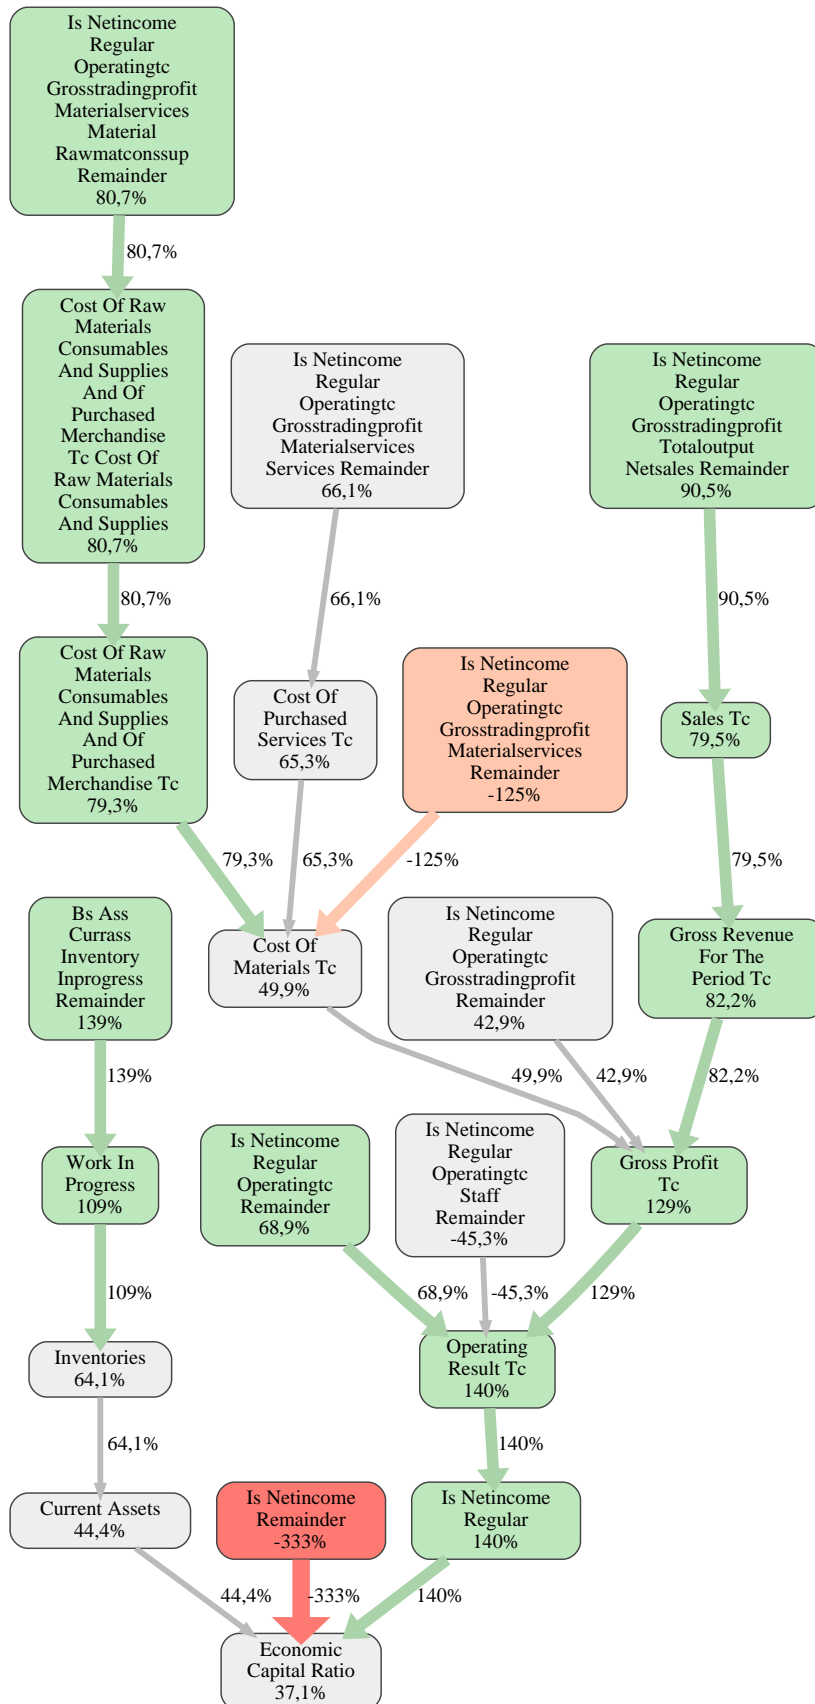 Is Netincome
Regular
Operatingtc
Grosstradingprofit
Materialservices
Material
Rawmatconssup
Remainder
80,7%
80,7%
Cost Of Raw
Materials
Consumables
And Supplies
And Of
Purchased
Merchandise
Tc Cost Of
Raw Materials
Consumables
And Supplies
80,7%
Is Netincome
Regular
Operatingtc
Grosstradingprofit
Materialservices
Services Remainder
66,1%
Is Netincome
Regular
Operatingtc
Grosstradingprofit
Totaloutput
Netsales Remainder
90,5%
80,7%
66,1%
90,5%
Cost Of Raw
Materials
Consumables
And Supplies
And Of
Purchased
Merchandise Tc
79,3%
Cost Of
Purchased
Services Tc
65,3%
Is Netincome
Regular
Operatingtc
Grosstradingprofit
Materialservices
Remainder
-125%
Sales Tc
79,5%
79,3%
65,3%
-125%
79,5%
Bs Ass
Currass
Inventory
Inprogress
Remainder
139%
Cost Of
Materials Tc
49,9%
Is Netincome
Regular
Operatingtc
Grosstradingprofit
Remainder
42,9%
Gross Revenue
For The
Period Tc
82,2%
139%
49,9%
42,9%
82,2%
Work In
Progress
109%
Is Netincome
Regular
Operatingtc
Remainder
68,9%
Is Netincome
Regular
Operatingtc
Staff
Remainder
-45,3%
Gross Profit
Tc
129%
109%
68,9%
-45,3%
129%
Inventories
64,1%
Operating
Result Tc
140%
64,1%
140%
Current Assets
44,4%
Is Netincome
Remainder
-333%
Is Netincome
Regular
140%
44,4%
-333%
140%
Economic
Capital Ratio
37,1%